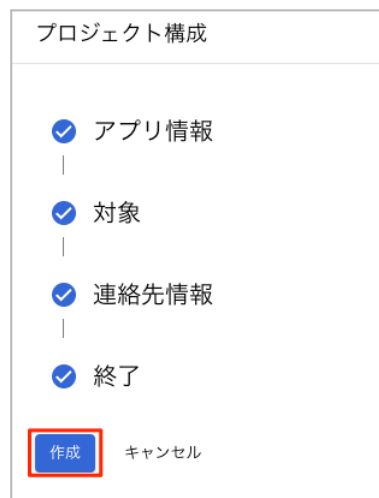 プロジェクト構成
アプリ情報
対象
連絡先情報
終了
作成 キャンセル